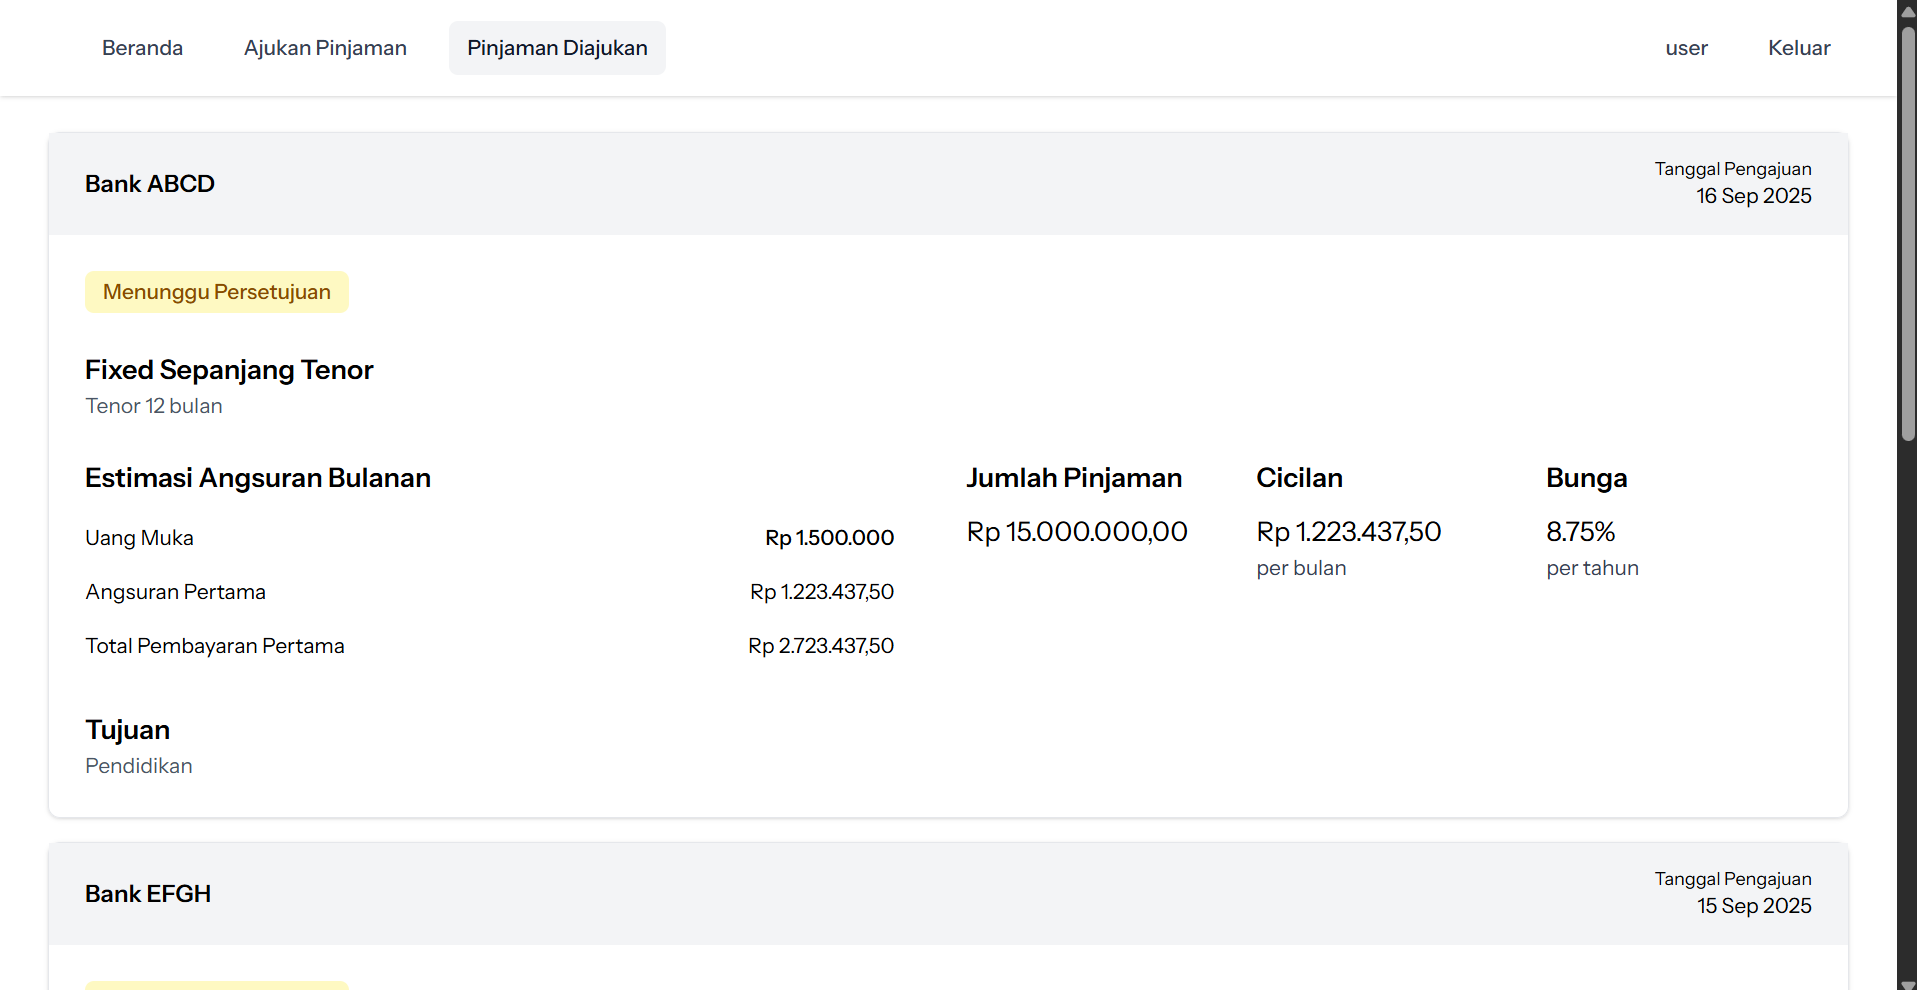 Beranda
Ajukan Pinjaman
Pinjaman Diajukan
user
Keluar
Bank ABCD
Tanggal Pengajuan
16 Sep 2025
Menunggu Persetujuan
Fixed Sepanjang Tenor
Tenor 12 bulan
Estimasi Angsuran Bulanan
Uang Muka Rp 1.500.000
Angsuran Pertama Rp 1.223.437,50
Total Pembayaran Pertama Rp 2.723.437,50
Jumlah Pinjaman
Rp 15.000.000,00
Cicilan
Rp 1.223.437,50
per bulan
Bunga
8.75%
per tahun
Tujuan
Pendidikan
Bank EFGH
Tanggal Pengajuan
15 Sep 2025